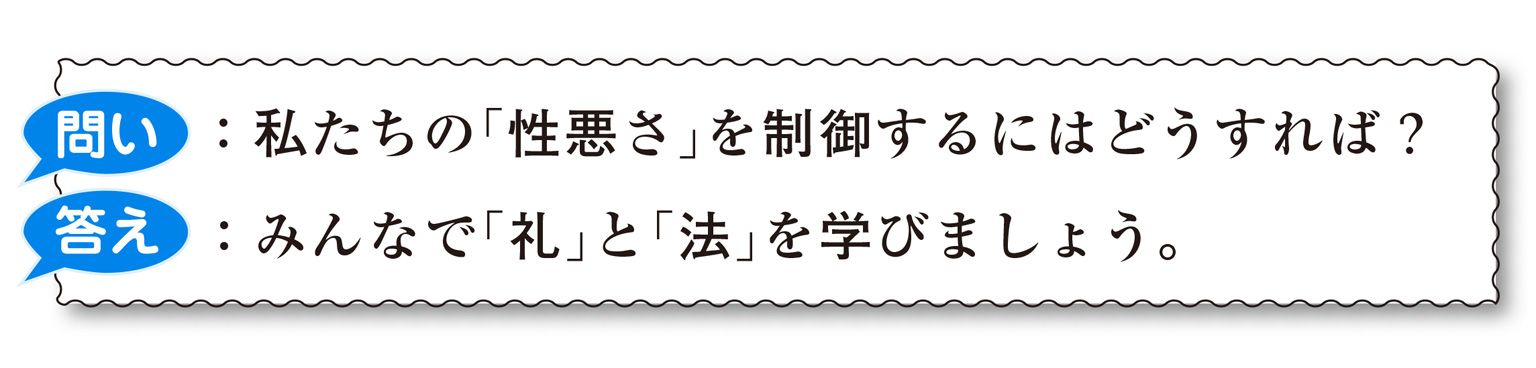 問い：私たちの「性悪さ」を制御するにはどうすれば？
答え：みんなで「礼」と「法」を学びましょう。